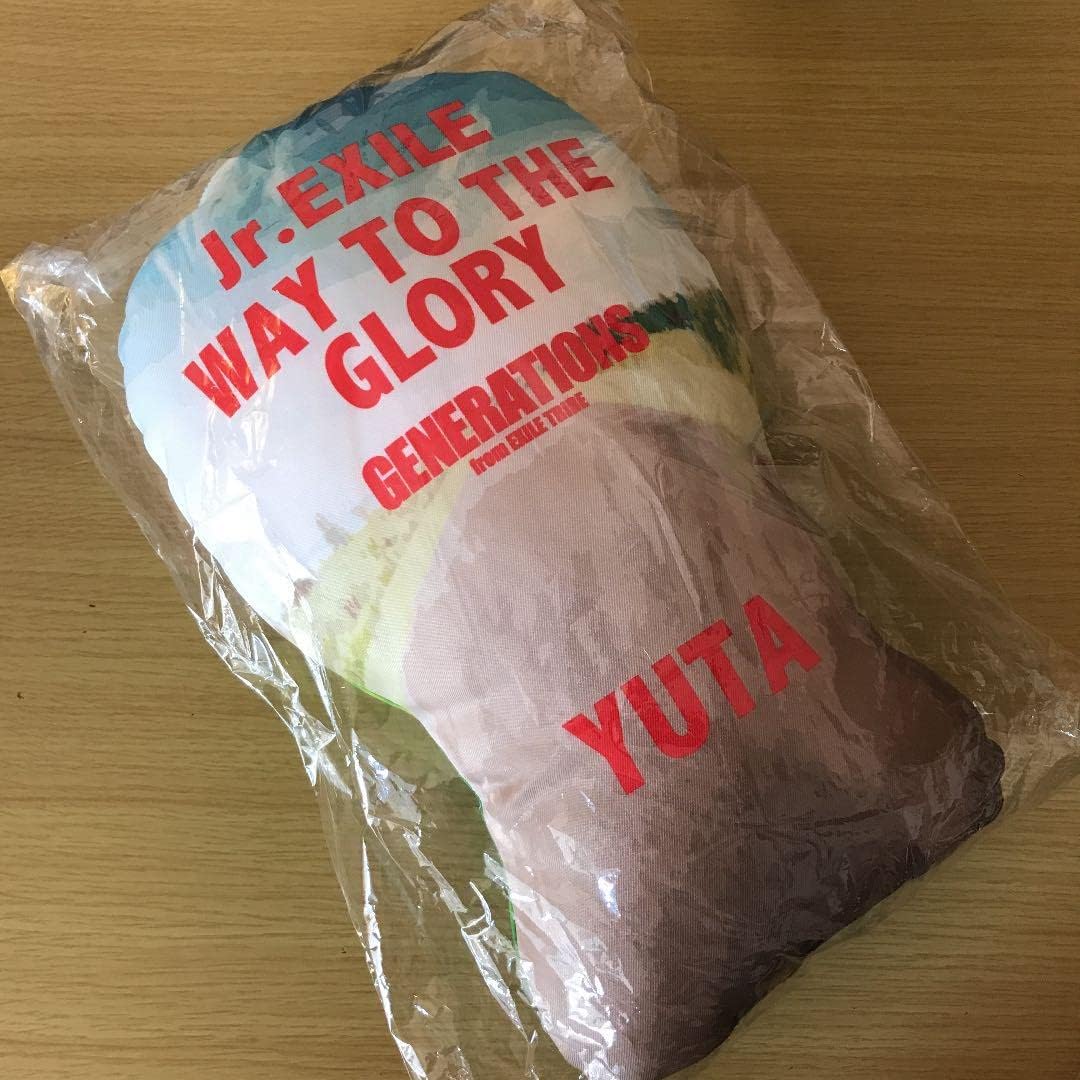 Jr.EXILE
WAY TO THE
GLORY
GENERATIONS
from EXILE TRIBE
YUTA